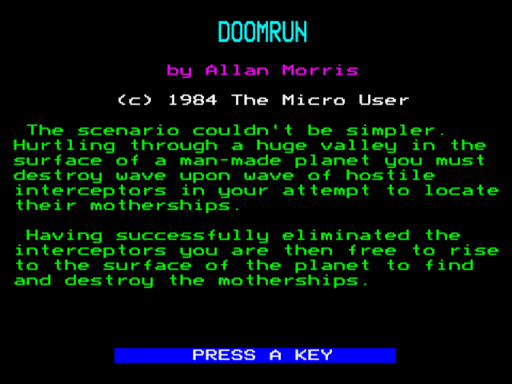 DOOMRUN
by Allan Morris
(c) 1984 The Micro User
The scenario couldn't be simpler.
Hurtling through a huge valley in the
surface of a man-made planet you must
destroy wave upon wave of hostile
interceptors in your attempt to locate
their motherships.
Having successfully eliminated the
interceptors you are then free to rise
to the surface of the planet to find
and destroy the motherships.
PRESS A KEY